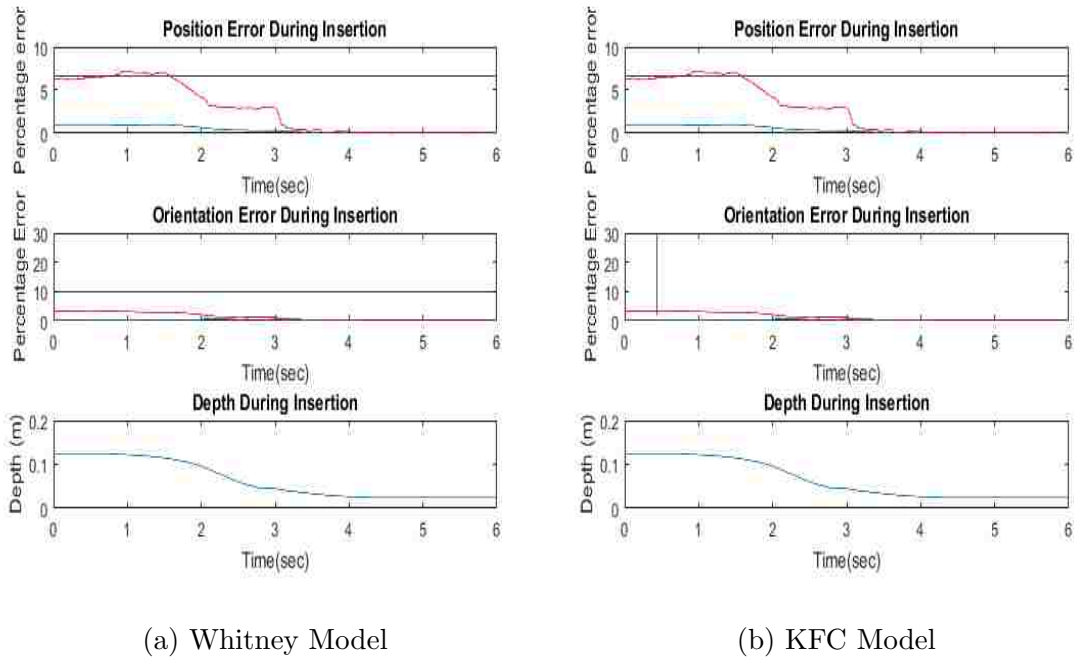 Position Error During Insertion
Percentage error
10
5
0
0 1 2 3 4 5 6
Time(sec)
Orientation Error During Insertion
Percentage Error
30
20
10
0
0 1 2 3 4 5 6
Time(sec)
Depth During Insertion
Depth (m)
0.2
0.1
0
0 1 2 3 4 5 6
Time(sec)
(a) Whitney Model
Position Error During Insertion
Percentage error
10
5
0
0 1 2 3 4 5 6
Time(sec)
Orientation Error During Insertion
Percentage Error
30
20
10
0
0 1 2 3 4 5 6
Time(sec)
Depth During Insertion
Depth (m)
0.2
0.1
0
0 1 2 3 4 5 6
Time(sec)
(b) KFC Model